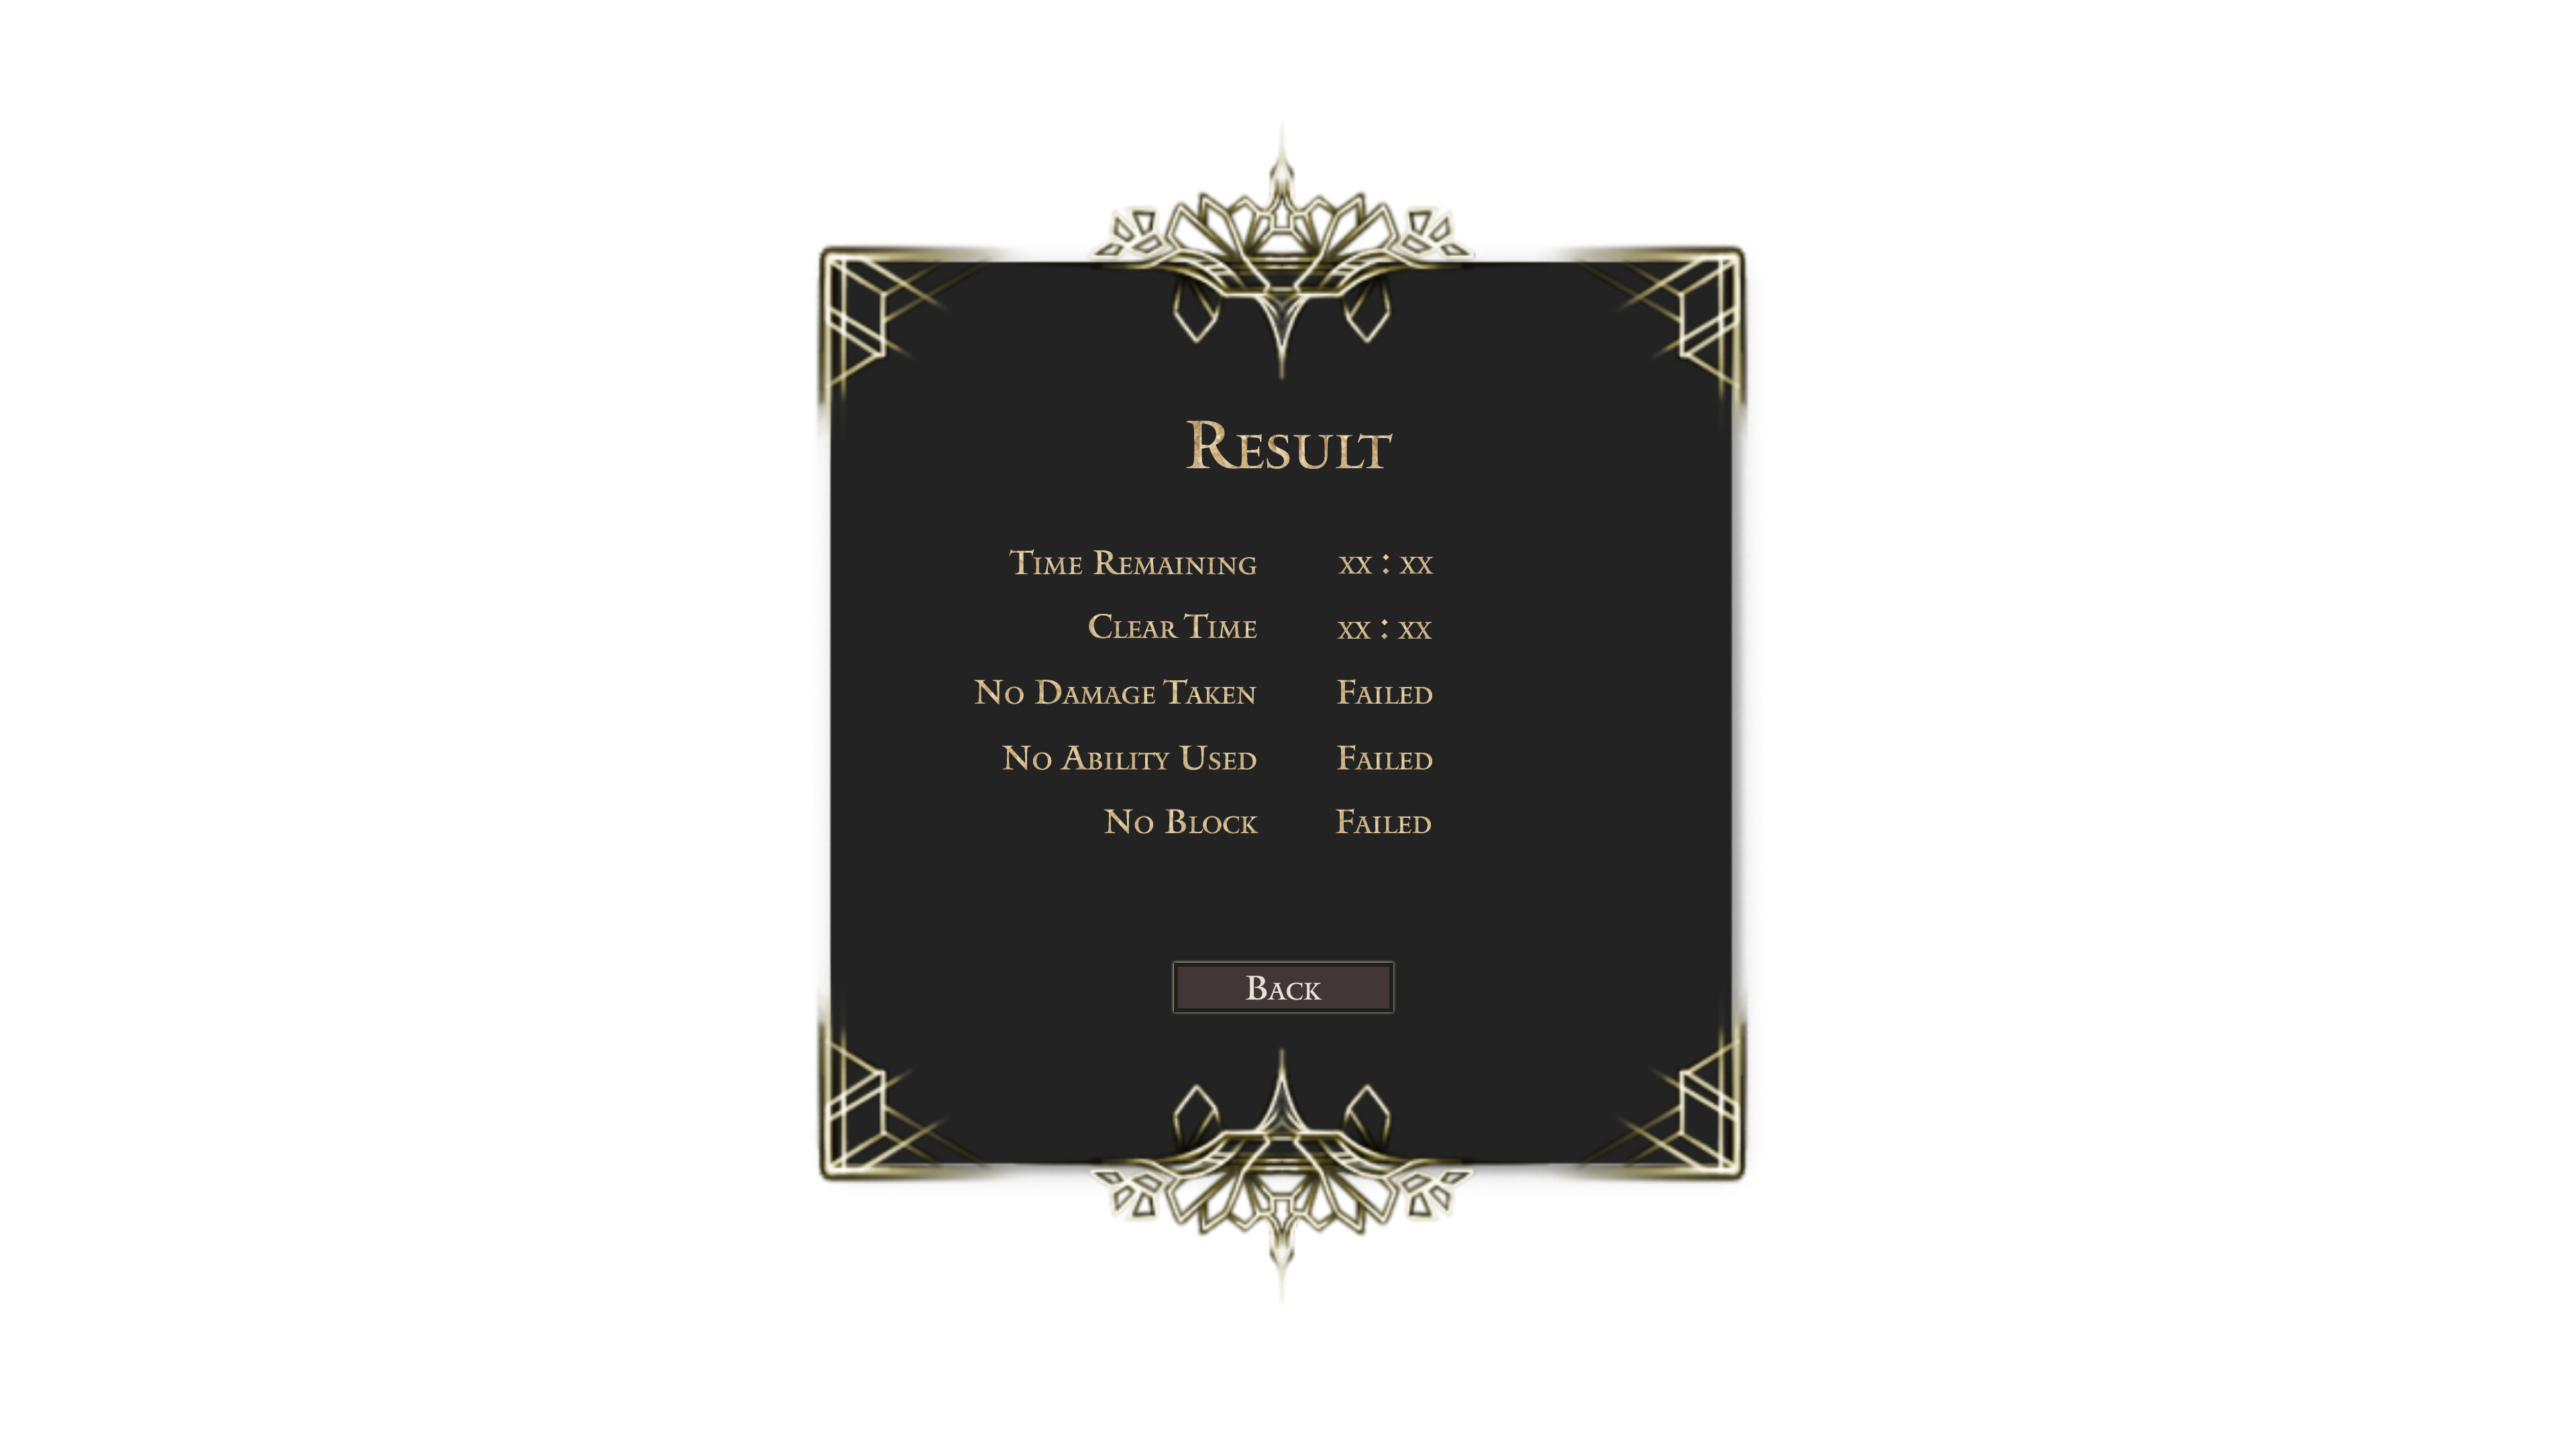 Result
Time Remaining xx : xx
Clear Time xx : xx
No Damage Taken Failed
No Ability Used Failed
No Block Failed
Back